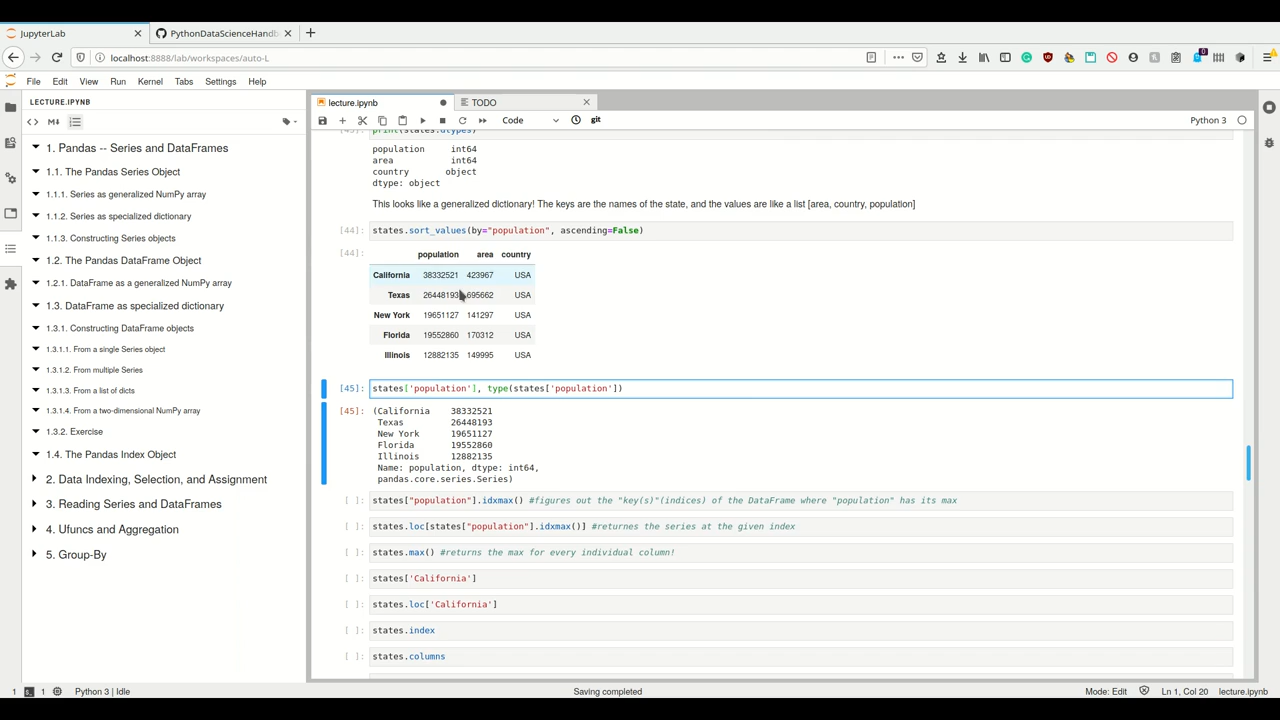 JupyterLab
PythonDataScienceHandb
localhost:8888/lab/workspaces/auto-L
File Edit View Run Kernel Tabs Settings Help
LECTURE.IPYNB
lecture.ipynb
TODO
Code
git
Python 3
1. Pandas -- Series and DataFrames
1.1. The Pandas Series Object
1.1.1. Series as generalized NumPy array
1.1.2. Series as specialized dictionary
1.1.3. Constructing Series objects
1.2. The Pandas DataFrame Object
1.2.1. DataFrame as a generalized NumPy array
1.3. DataFrame as specialized dictionary
1.3.1. Constructing DataFrame objects
1.3.1.1. From a single Series object
1.3.1.2. From multiple Series
1.3.1.3. From a list of dicts
1.3.1.4. From a two-dimensional NumPy array
1.3.2. Exercise
1.4. The Pandas Index Object
2. Data Indexing, Selection, and Assignment
3. Reading Series and DataFrames
4. Ufuncs and Aggregation
5. Group-By
population int64
area int64
country object
dtype: object
This looks like a generalized dictionary! The keys are the names of the state, and the values are like a list [area, country, population]
[44]: states.sort_values(by="population", ascending=False)
[44]: population area country
California 38332521 423967 USA
Texas 26448193 695662 USA
New York 19651127 141297 USA
Florida 19552860 170312 USA
Illinois 12882135 149995 USA
[45]: states['population'], type(states['population'])
[45]: (California 38332521
Texas 26448193
New York 19651127
Florida 19552860
Illinois 12882135
Name: population, dtype: int64,
pandas.core.series.Series)
[ ]: states["population"].idxmax() #figures out the "key(s)"(indices) of the DataFrame where "population" has its max
[ ]: states.loc[states["population"].idxmax()] #returnes the series at the given index
[ ]: states.max() #returns the max for every individual column!
[ ]: states['California']
[ ]: states.loc['California']
[ ]: states.index
[ ]: states.columns
1 1 Python 3 | Idle
Saving completed
Mode: Edit
Ln 1, Col 20
lecture.ipynb